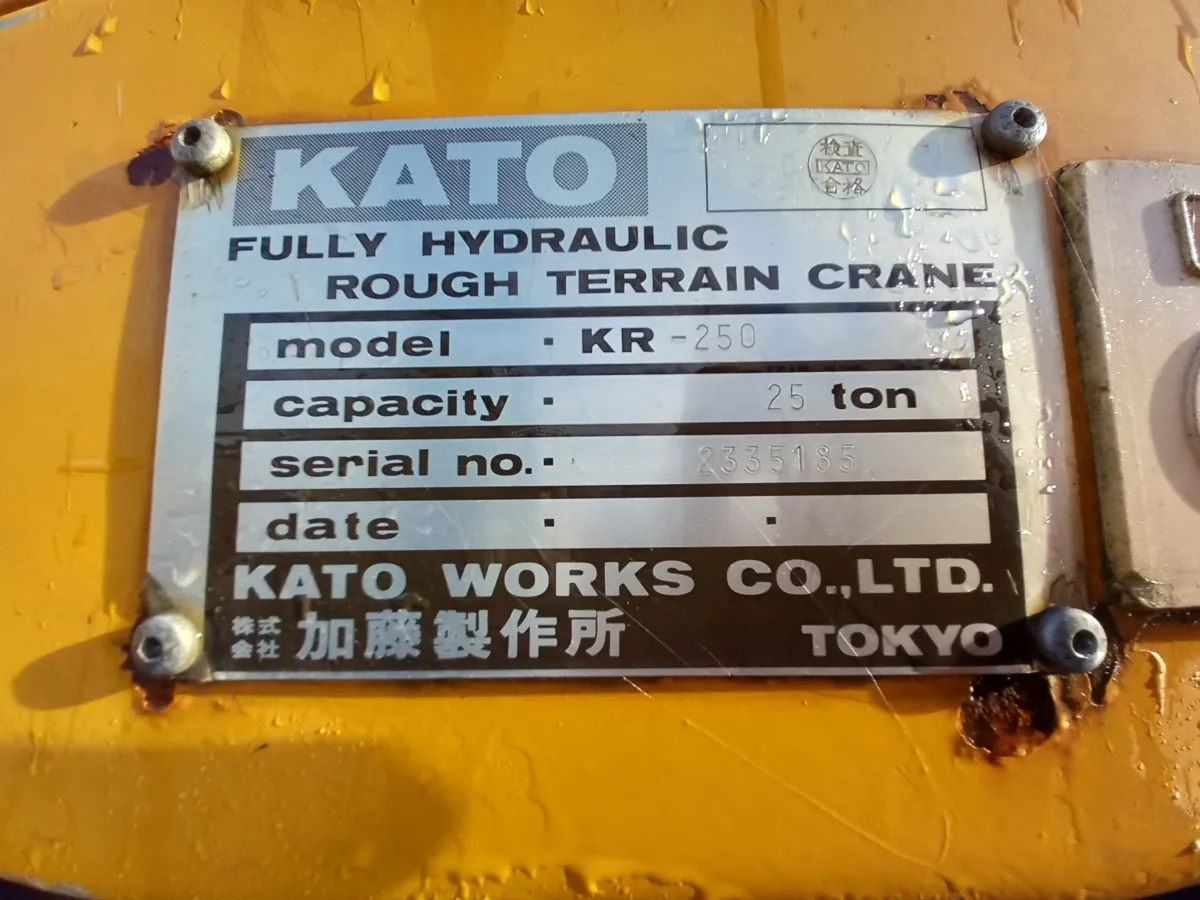 KATO
検査
KATO
合格
FULLY HYDRAULIC
ROUGH TERRAIN CRANE
model · KR -250
capacity · 25 ton
serial no. · 2335185
date · ·
KATO WORKS CO.,LTD.
株式会社 加藤製作所 TOKYO